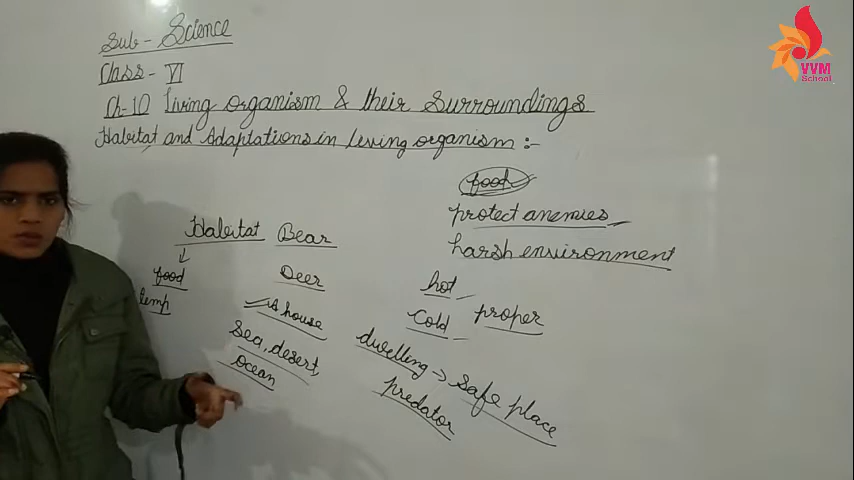 Sub - Science
Class - VI
Ch-10 Living organism & their Surroundings
Habitat and Adaptations in living organism :-
food
protect anemies
harsh environment
Habitat Bear
↓
food
temp
Deer
A house
Sea, desert,
ocean
hot
Cold
proper
dwelling → Safe place
predator
VVM
School